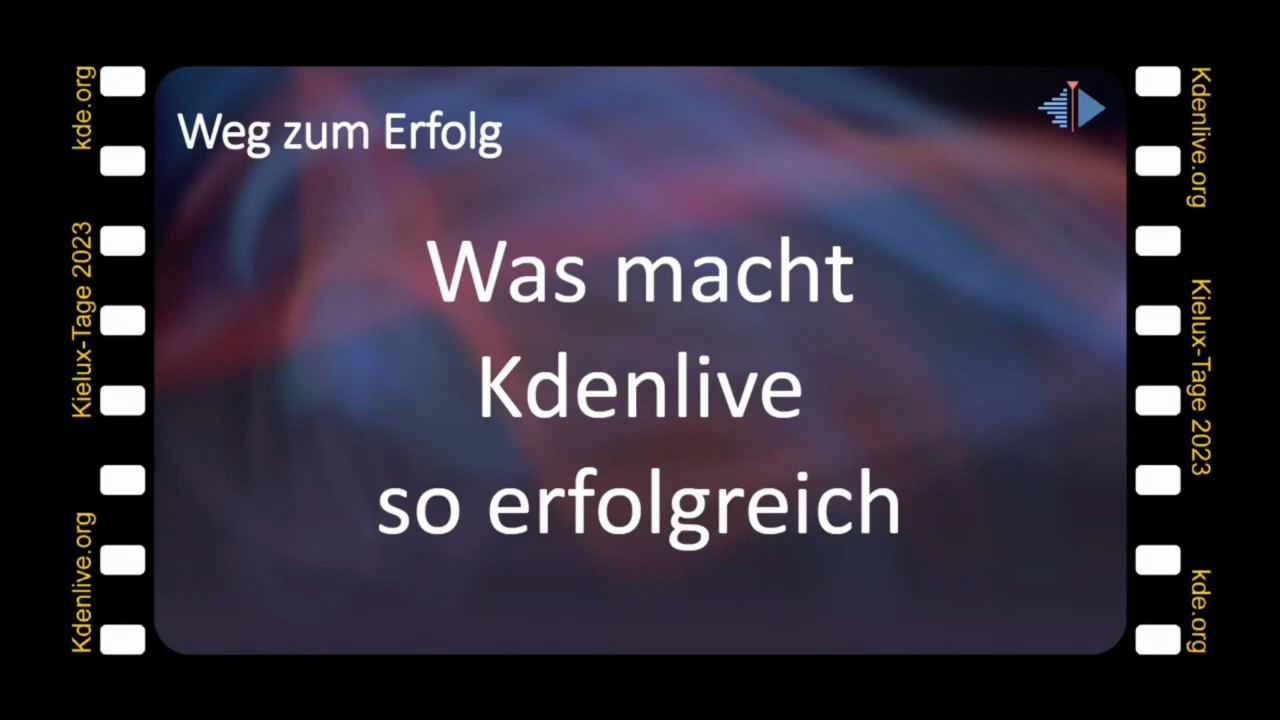 Weg zum Erfolg
Was macht
Kdenlive
so erfolgreich
kde.org
Kielux-Tage 2023
Kdenlive.org
Kdenlive.org
Kielux-Tage 2023
kde.org